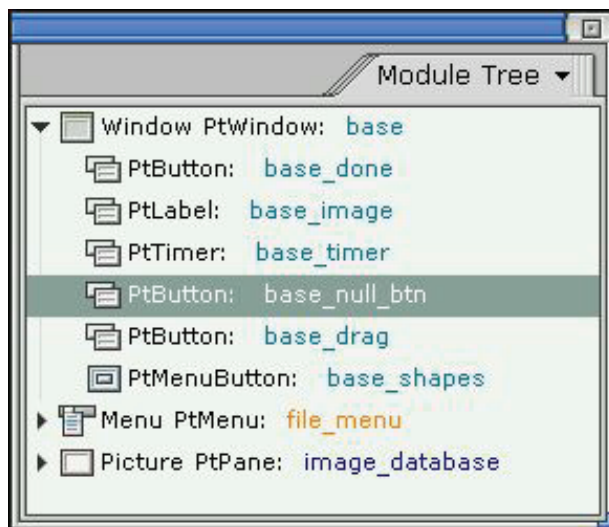 Module Tree
Window PtWindow: base
PtButton: base_done
PtLabel: base_image
PtTimer: base_timer
PtButton: base_null_btn
PtButton: base_drag
PtMenuButton: base_shapes
Menu PtMenu: file_menu
Picture PtPane: image_database